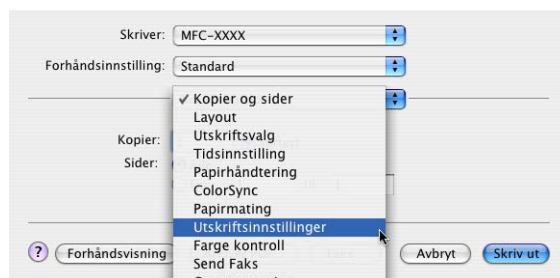 Skriver: MFC-XXXX
Forhåndsinnstilling: Standard
✓ Kopier og sider
Layout
Kopier: Utskriftsvalg
Tidsinnstilling
Sider: Papirhåndtering
ColorSync
Papirmating
Utskriftsinnstillinger
Farge kontroll
Send Faks
? Forhåndsvisning Avbryt Skriv ut